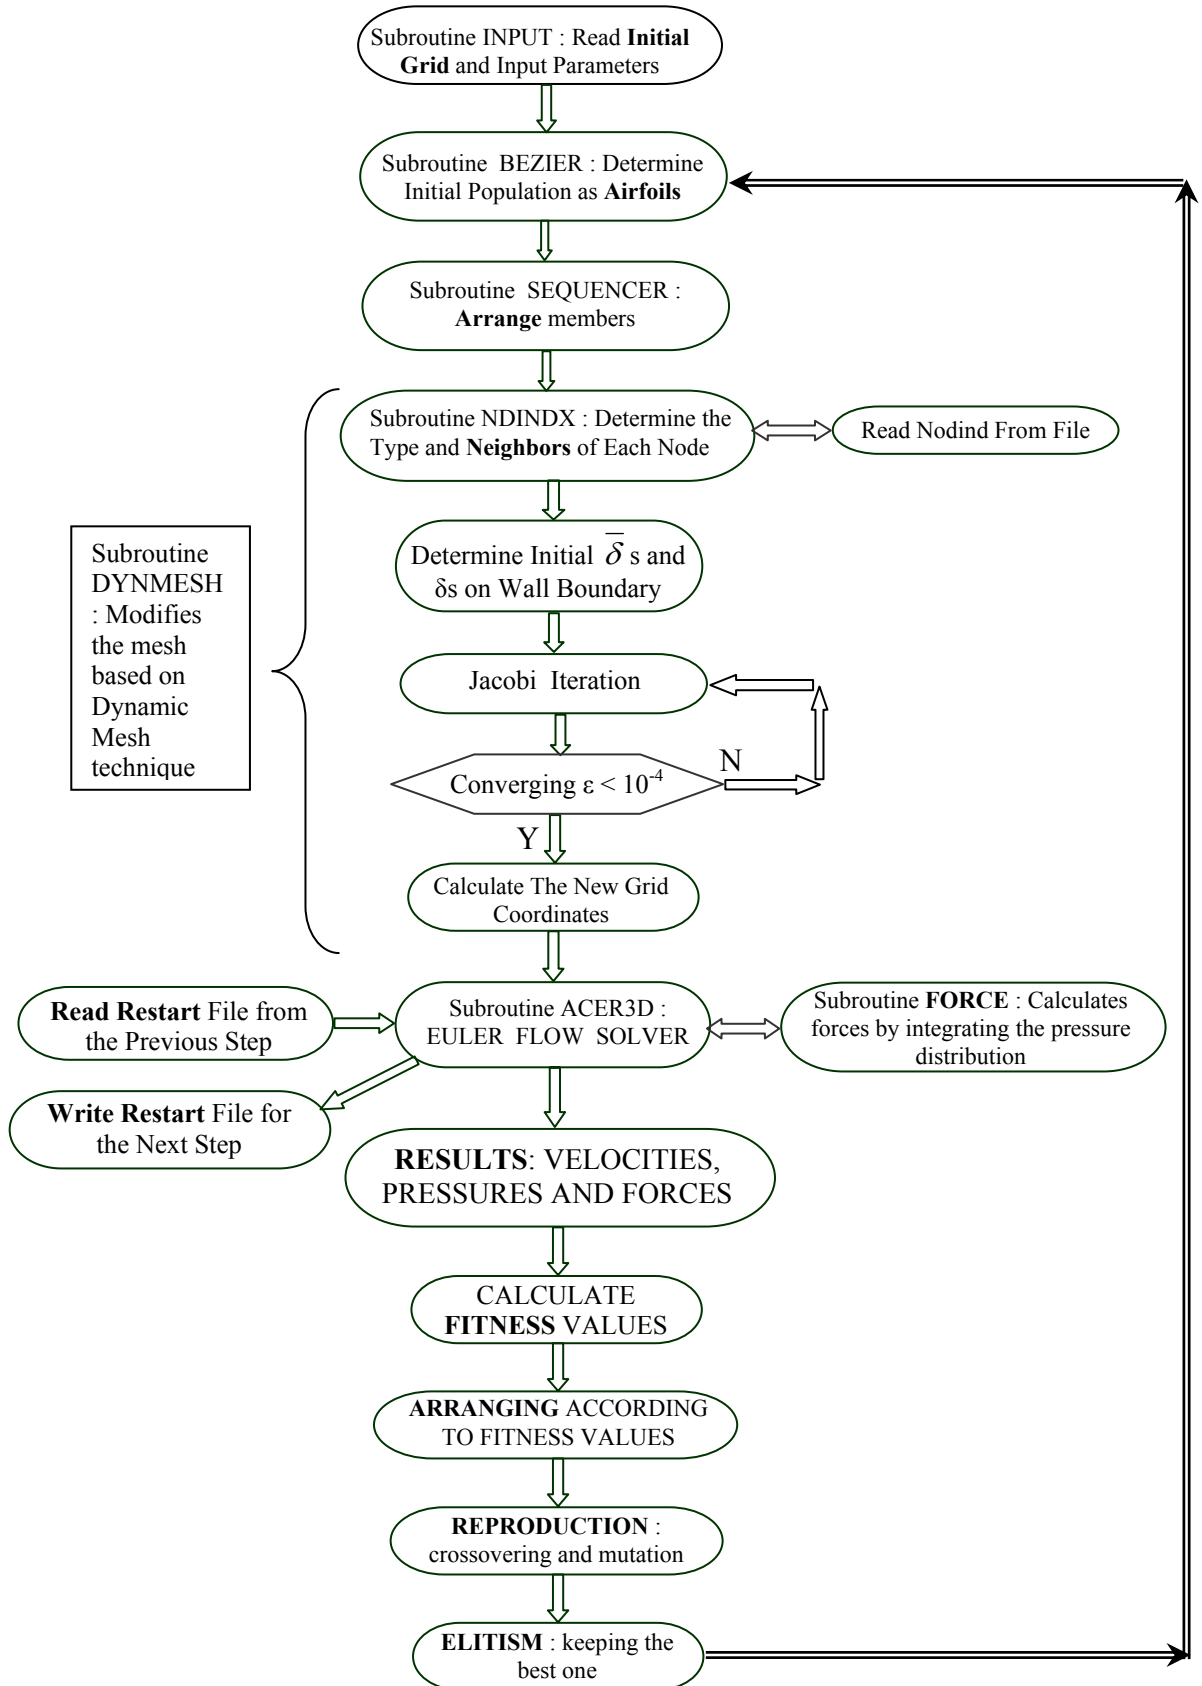 Subroutine INPUT : Read Initial
Grid and Input Parameters
Subroutine BEZIER : Determine
Initial Population as Airfoils
Subroutine SEQUENCER :
Arrange members
Subroutine NDINDX : Determine the
Type and Neighbors of Each Node
Read Nodind From File
Subroutine
DYNMESH
: Modifies
the mesh
based on
Dynamic
Mesh
technique
Determine Initial δ̅ s and
δs on Wall Boundary
Jacobi Iteration
Converging ε < 10⁻⁴
N
Y
Calculate The New Grid
Coordinates
Read Restart File from
the Previous Step
Subroutine ACER3D :
EULER FLOW SOLVER
Subroutine FORCE : Calculates
forces by integrating the pressure
distribution
Write Restart File for
the Next Step
RESULTS: VELOCITIES,
PRESSURES AND FORCES
CALCULATE
FITNESS VALUES
ARRANGING ACCORDING
TO FITNESS VALUES
REPRODUCTION :
crossovering and mutation
ELITISM : keeping the
best one